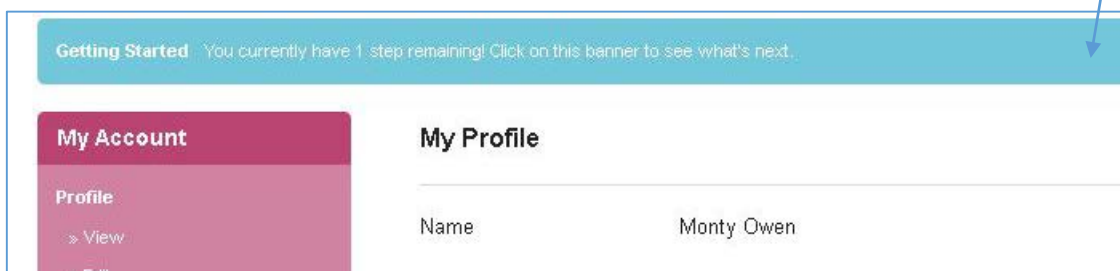 Getting Started You currently have 1 step remaining! Click on this banner to see what's next.
My Account
My Profile
Profile
» View
Name Monty Owen